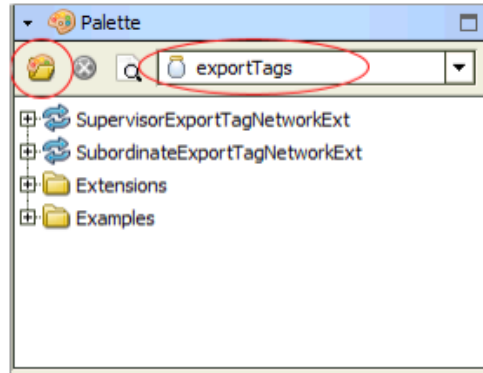 Palette
exportTags
SupervisorExportTagNetworkExt
SubordinateExportTagNetworkExt
Extensions
Examples